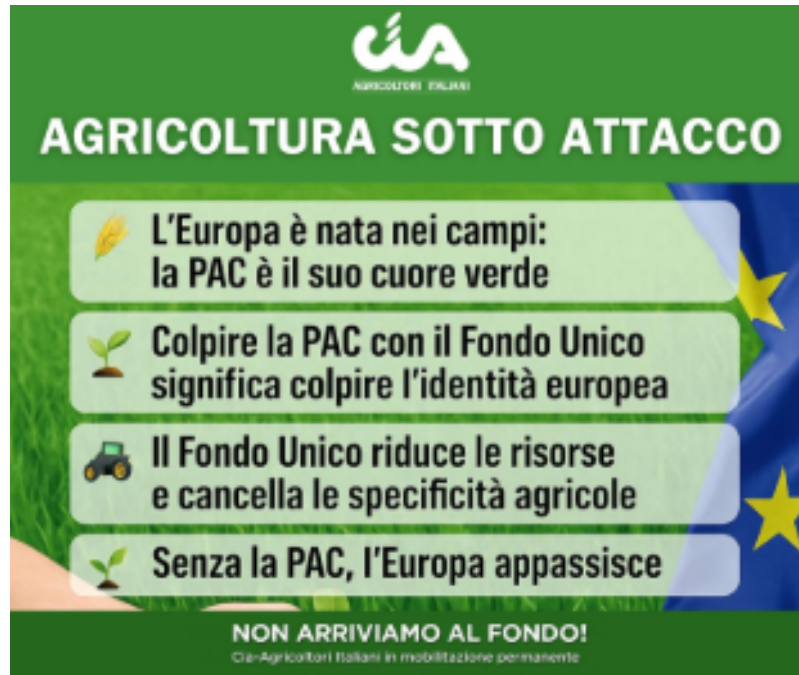 cia
AGRICOLTORI ITALIANI
AGRICOLTURA SOTTO ATTACCO
L'Europa è nata nei campi:
la PAC è il suo cuore verde
Colpire la PAC con il Fondo Unico
significa colpire l'identità europea
Il Fondo Unico riduce le risorse
e cancella le specificità agricole
Senza la PAC, l'Europa appassisce
NON ARRIVIAMO AL FONDO!
Cia-Agricoltori Italiani in mobilitazione permanente